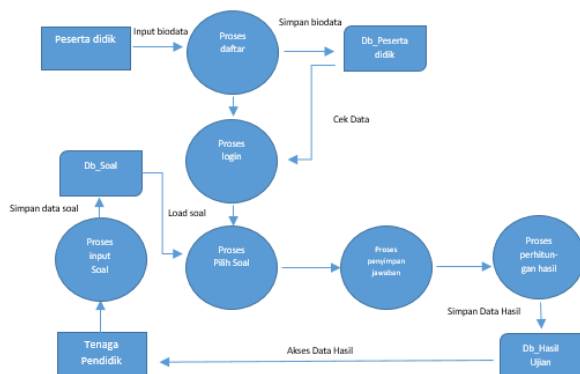 Peserta didik
Input biodata
Proses
daftar
Simpan biodata
Db_Peserta
didik
Cek Data
Proses
login
Db_Soal
Simpan data soal
Load soal
Proses
input
Soal
Proses
Pilih Soal
Proses
penyimpan
jawaban
Proses
perhitun-
gan hasil
Simpan Data Hasil
Tenaga
Pendidik
Akses Data Hasil
Db_Hasil
Ujian